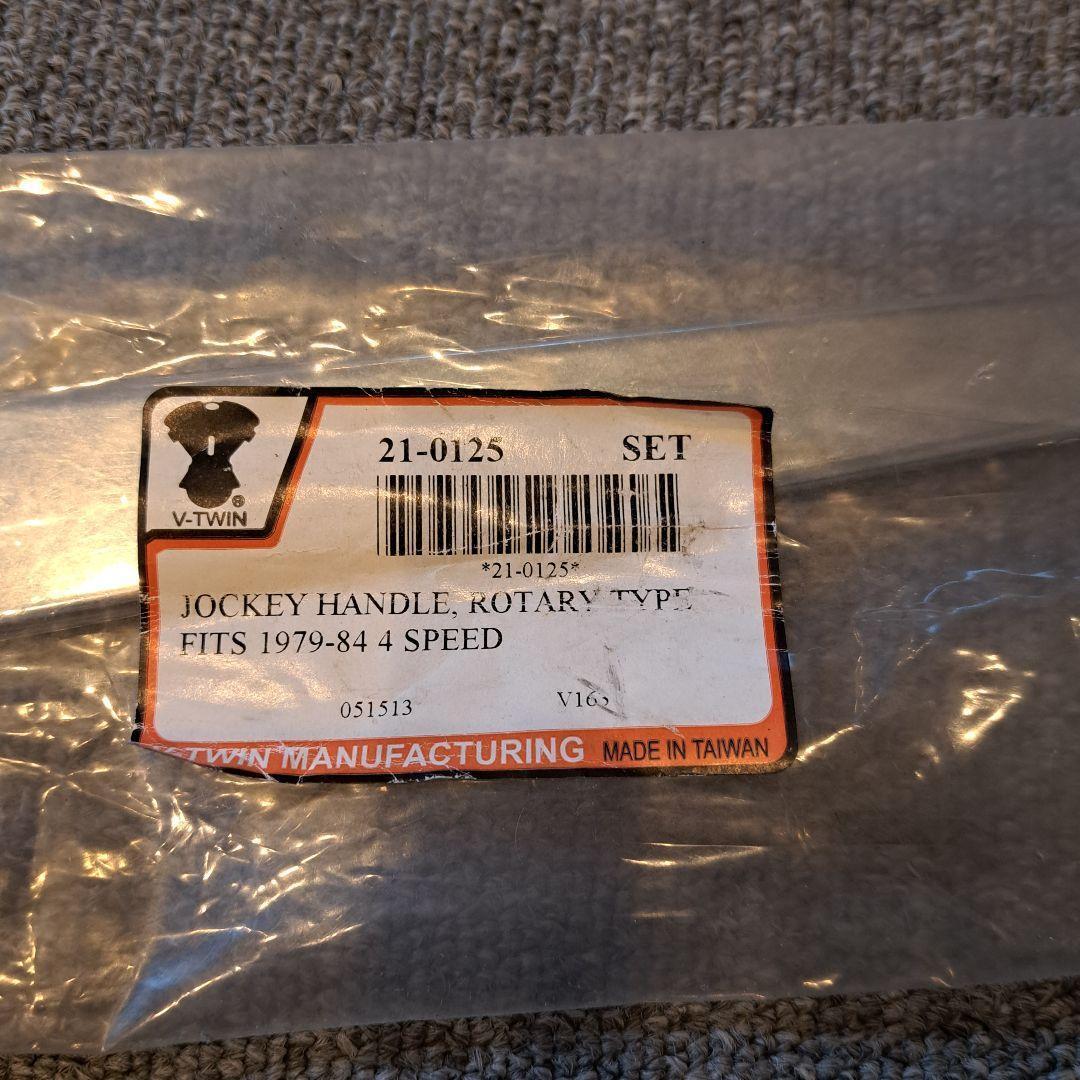 21-0125 SET
V-TWIN®
*21-0125*
JOCKEY HANDLE, ROTARY TYPE
FITS 1979-84 4 SPEED
051513
TWIN MANUFACTURING MADE IN TAIWAN